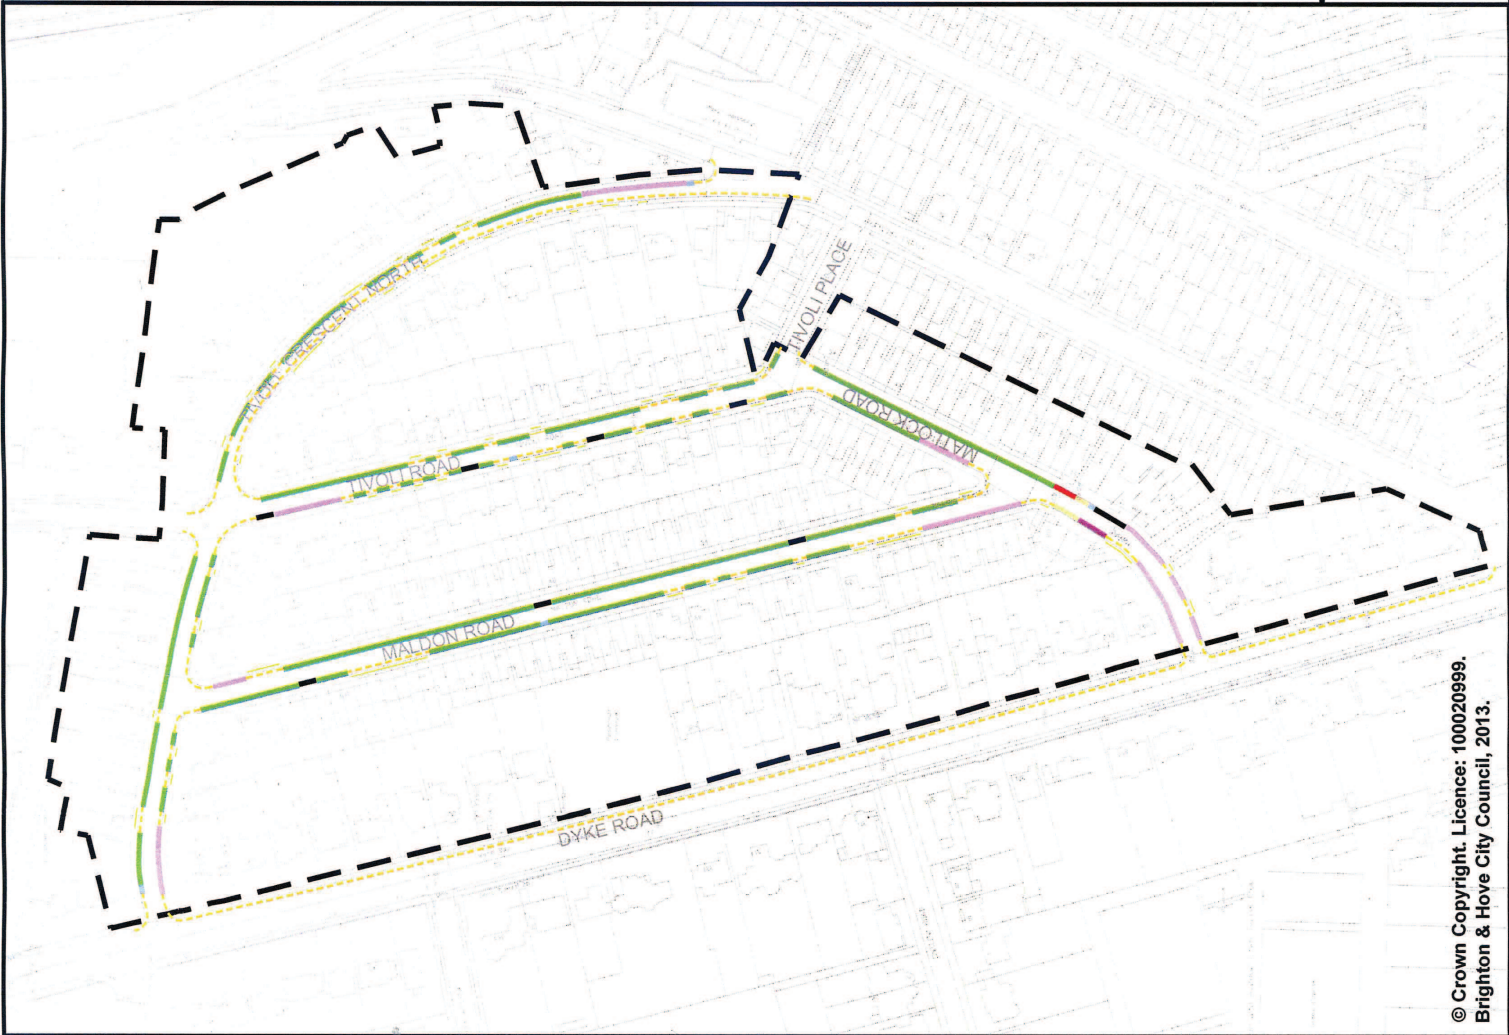 TIVOLI CRESCENT NORTH
TIVOLI PLACE
MATLOCK ROAD
TIVOLI ROAD
MALDON ROAD
DYKE ROAD
© Crown Copyright. Licence: 100020999.
Brighton & Hove City Council, 2013.